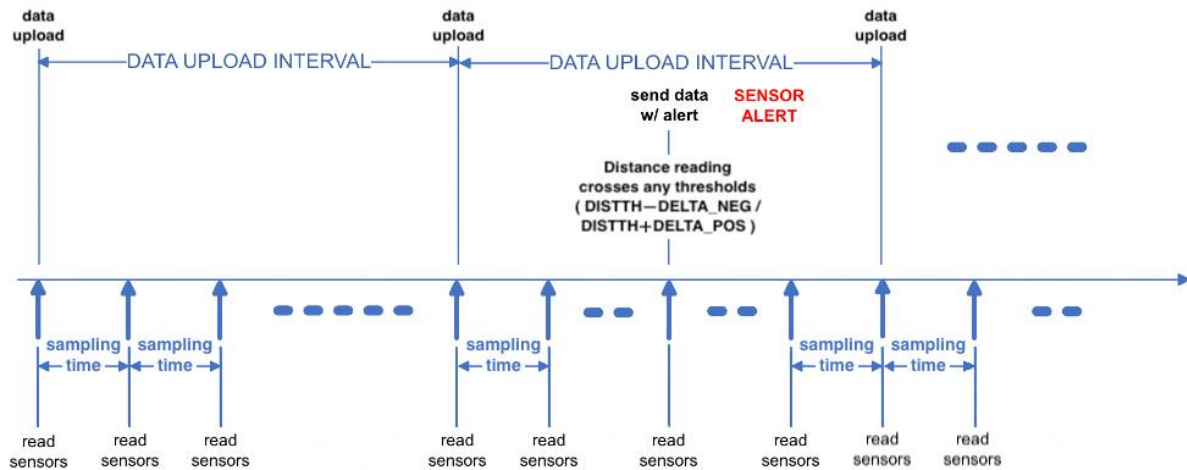 data
upload
data
upload
data
upload
DATA UPLOAD INTERVAL
DATA UPLOAD INTERVAL
send data
w/ alert
SENSOR
ALERT
Distance reading
crosses any thresholds
( DISTTH—DELTA_NEG /
DISTTH+DELTA_POS )
sampling
time
sampling
time
sampling
time
sampling
time
sampling
time
read
sensors
read
sensors
read
sensors
read
sensors
read
sensors
read
sensors
read
sensors
read
sensors
read
sensors